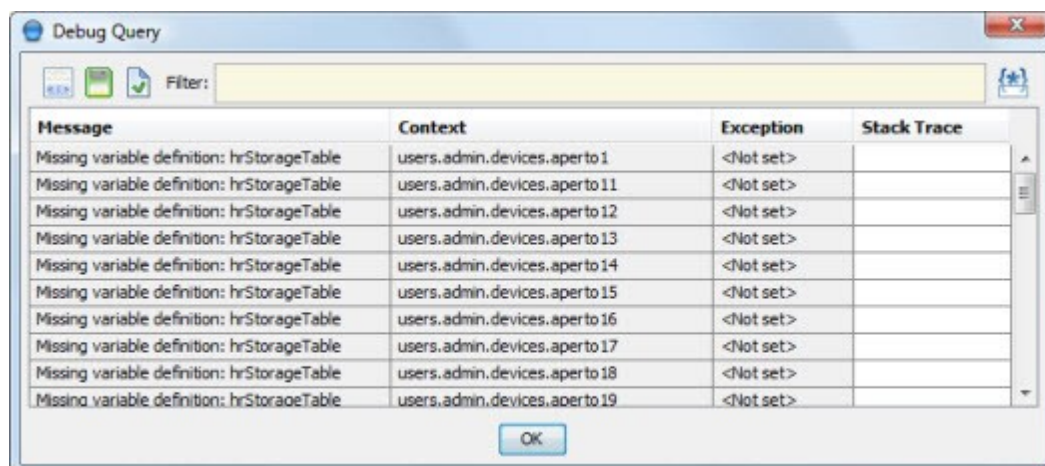 Debug Query
Filter:
Message Context Exception Stack Trace
Missing variable definition: hrStorageTable users.admin.devices.aperto1 <Not set>
Missing variable definition: hrStorageTable users.admin.devices.aperto11 <Not set>
Missing variable definition: hrStorageTable users.admin.devices.aperto12 <Not set>
Missing variable definition: hrStorageTable users.admin.devices.aperto13 <Not set>
Missing variable definition: hrStorageTable users.admin.devices.aperto14 <Not set>
Missing variable definition: hrStorageTable users.admin.devices.aperto15 <Not set>
Missing variable definition: hrStorageTable users.admin.devices.aperto16 <Not set>
Missing variable definition: hrStorageTable users.admin.devices.aperto17 <Not set>
Missing variable definition: hrStorageTable users.admin.devices.aperto18 <Not set>
Missing variable definition: hrStorageTable users.admin.devices.aperto19 <Not set>
OK